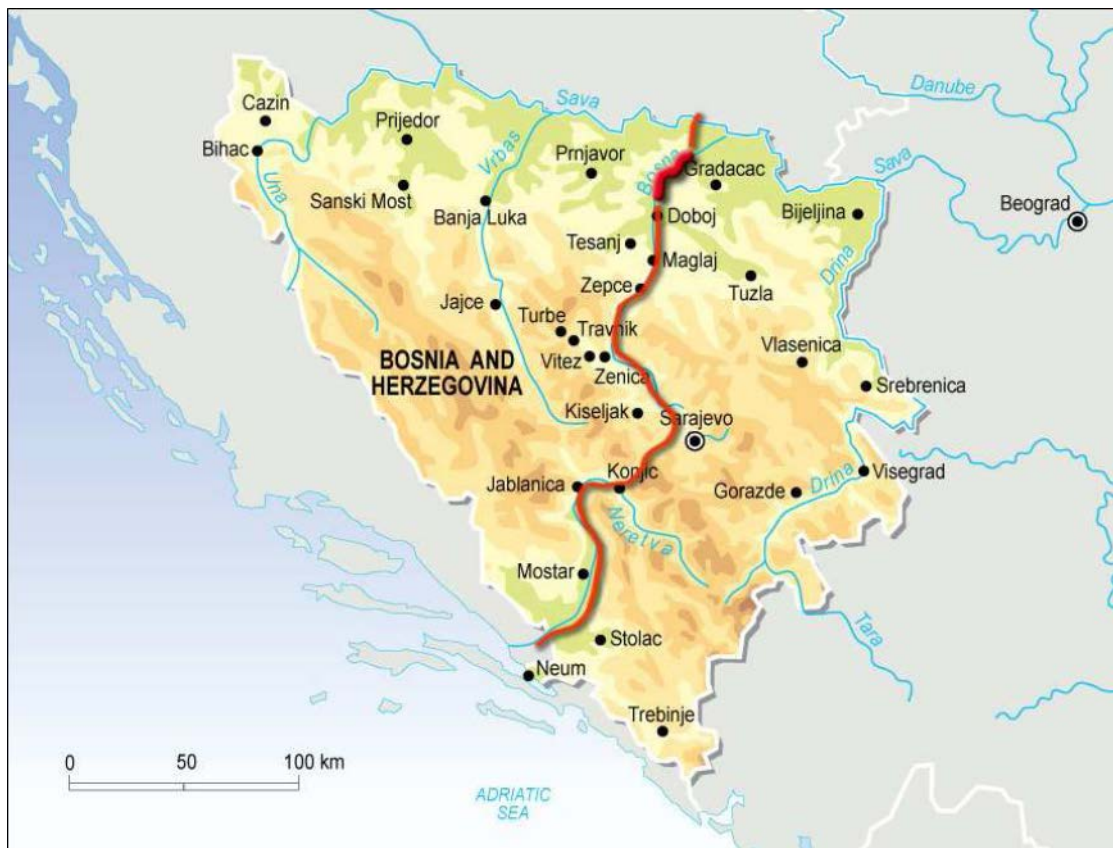 Danube
Cazin
Sava
Prijedor
Bihac
Vrbas
Prnjavor
Bosna
Gradacac
Sava
Una
Sanski Most
Banja Luka
Doboj
Bijeljina
Beograd
Tesanj
Maglaj
Drina
Zepce
Tuzla
Jajce
Turbe
Travnik
BOSNIA AND
HERZEGOVINA
Vitez
Zenica
Vlasenica
Srebrenica
Kiseljak
Sarajevo
Jablanica
Konjic
Gorazde
Drina
Visegrad
Neretva
Mostar
Stolac
Tara
Neum
Trebinje
0 50 100 km
ADRIATIC
SEA